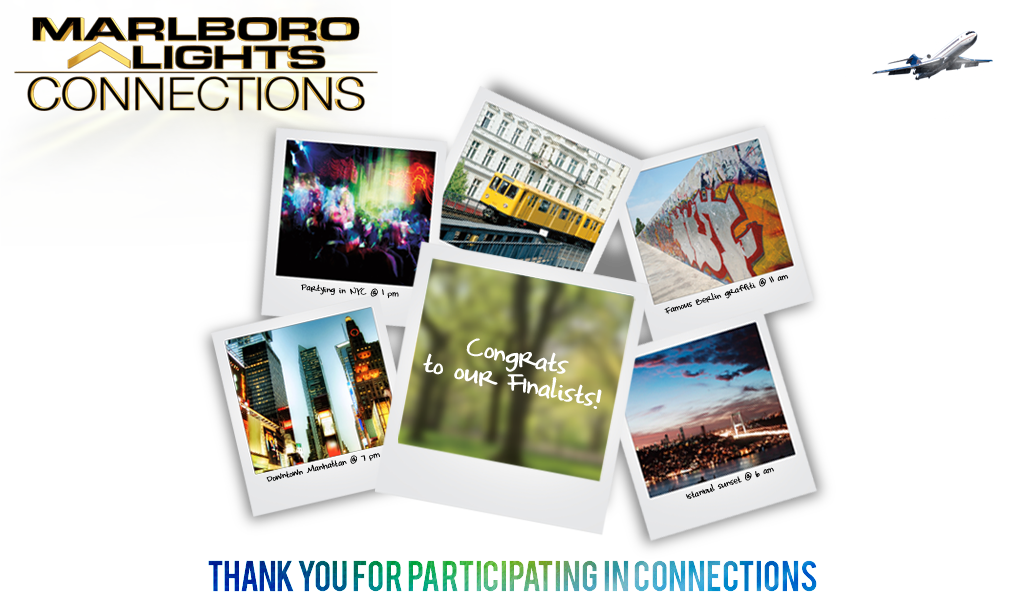 MARLBORO
LIGHTS
CONNECTIONS
Partying in NYC @ 1 pm
Famous Berlin graffiti @ 11 am
Congrats
to our Finalists!
Downtown Manhattan @ 7 pm
Istanbul sunset @ 6 am
THANK YOU FOR PARTICIPATING IN CONNECTIONS